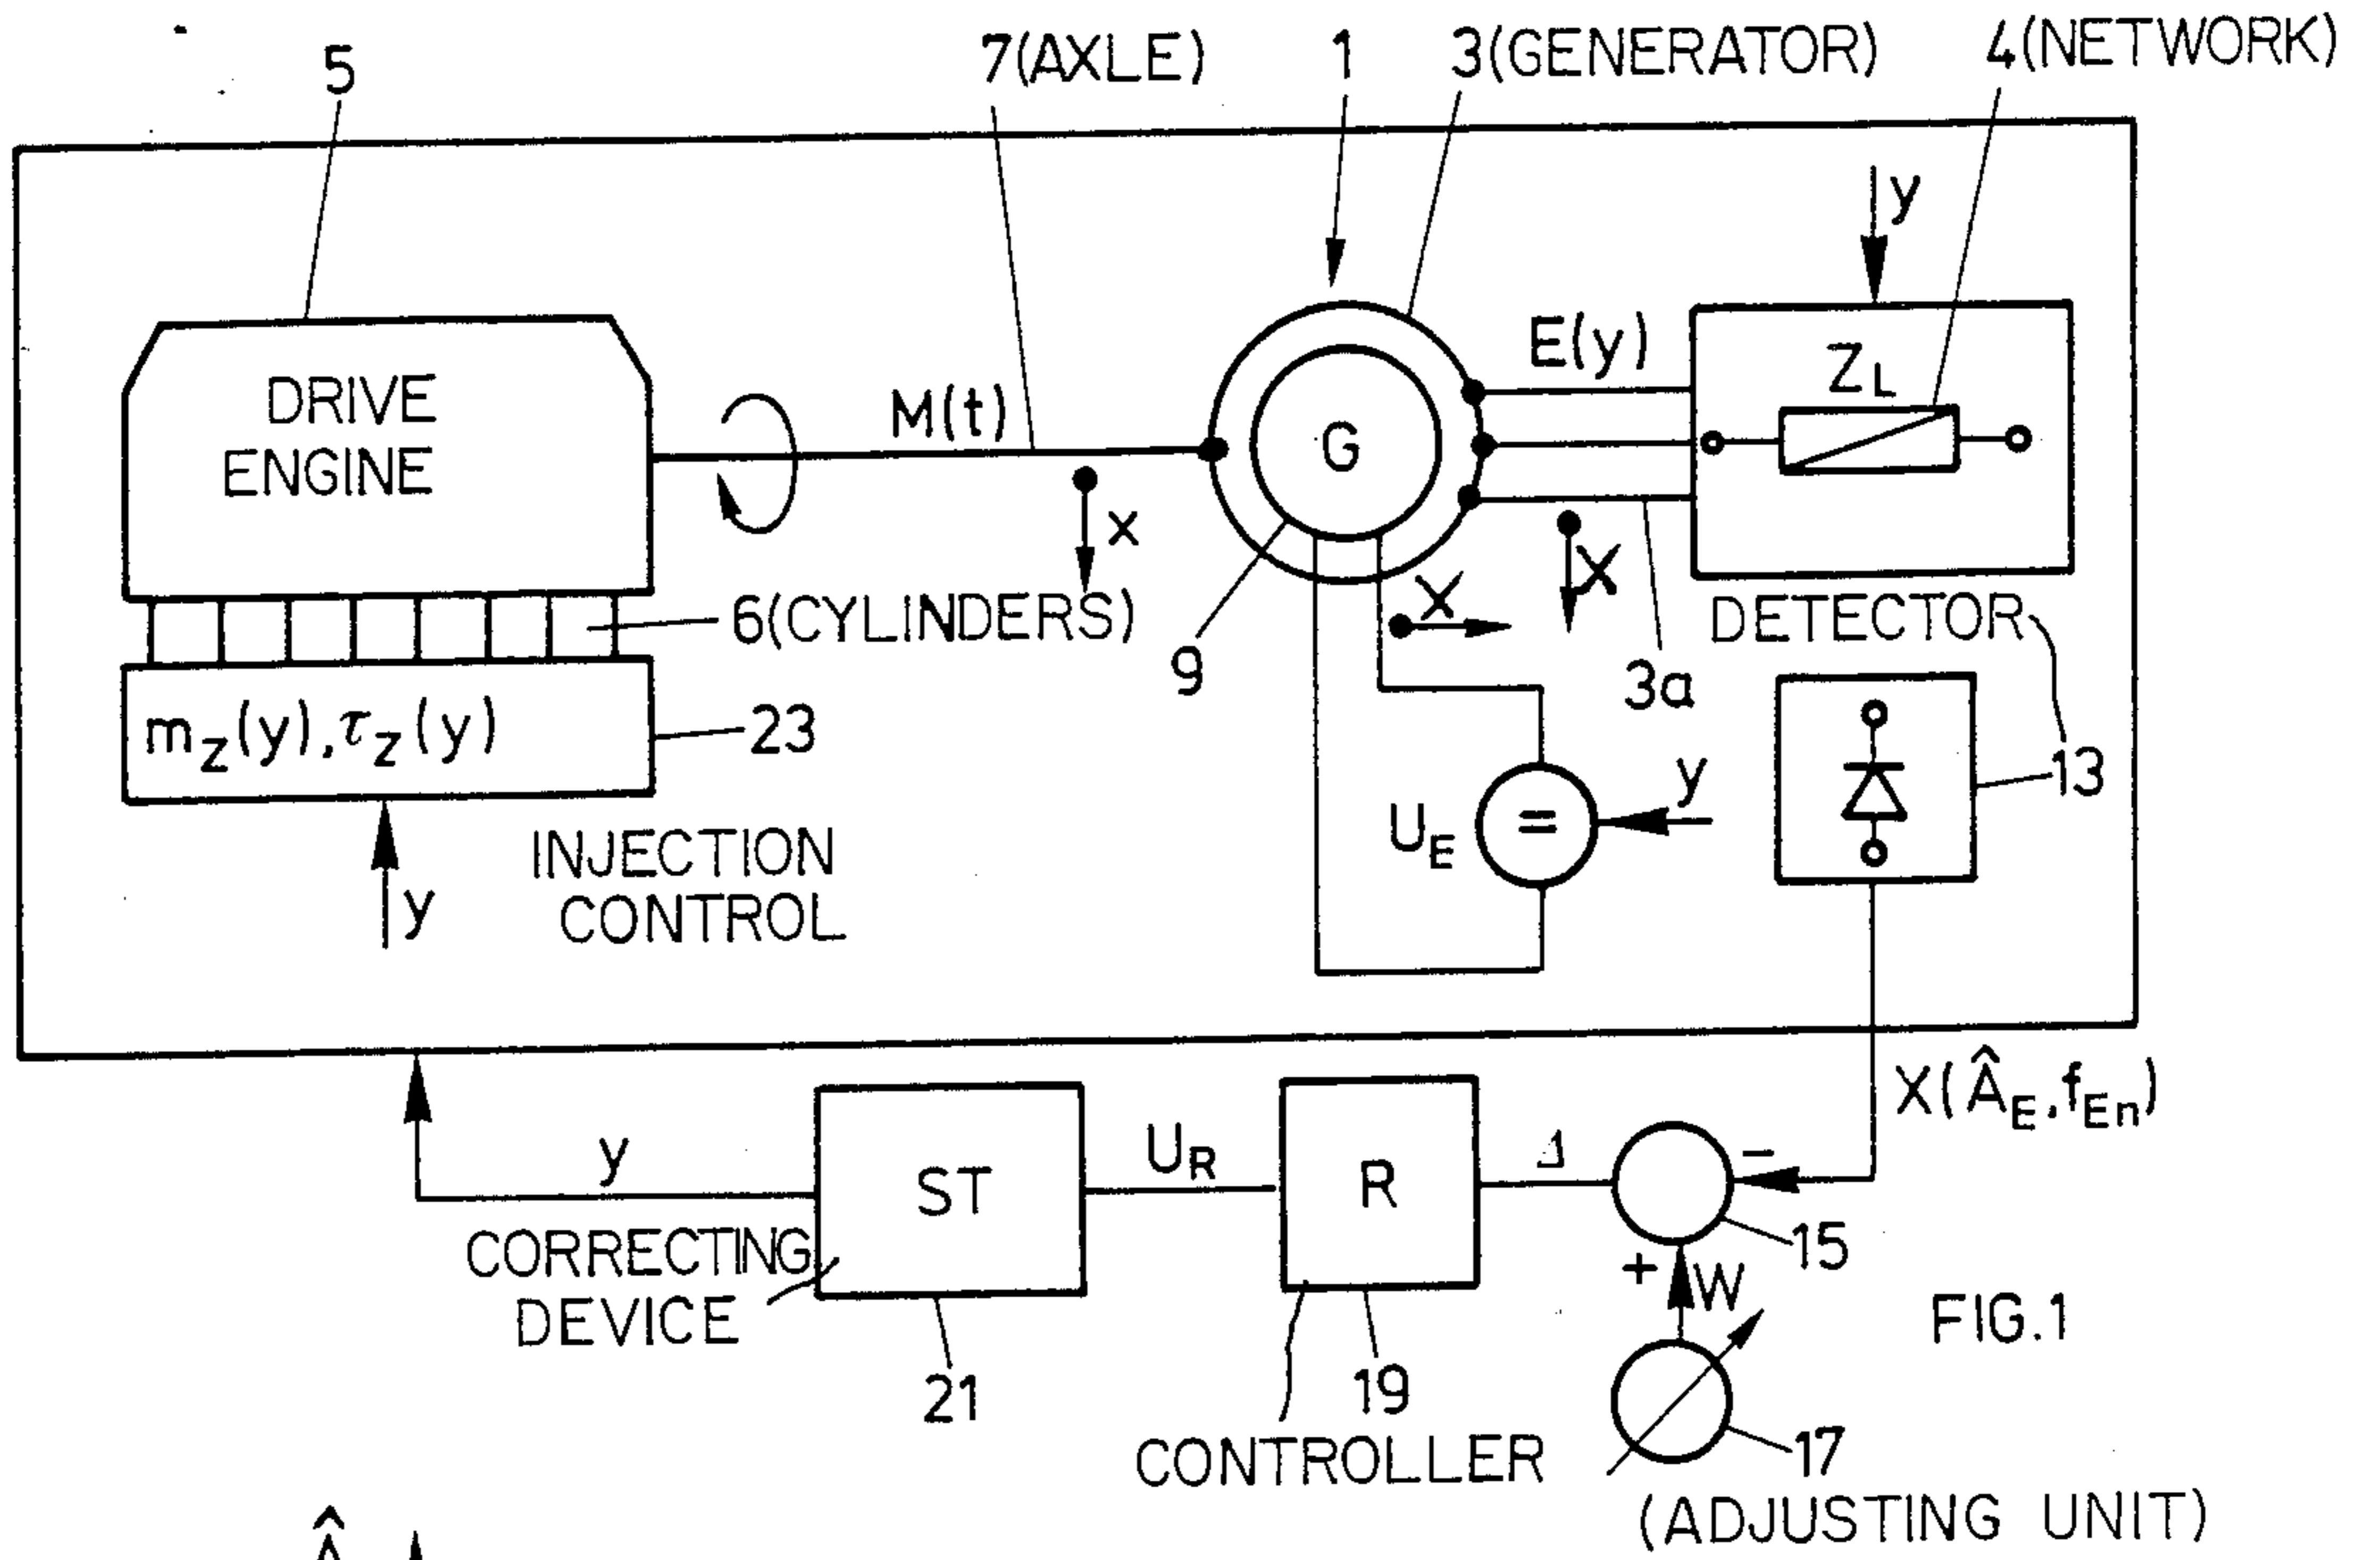 5
7(AXLE)
1
3(GENERATOR)
4(NETWORK)
y
E(y)
Z_L
DRIVE
ENGINE
M(t)
G
x
X
X
6(CYLINDERS)
9
3a
DETECTOR
13
m_Z(y), τ_Z(y)
23
U_E
=
y
INJECTION
CONTROL
y
X(Â_E, f_En)
y
ST
U_R
R
Δ
−
15
CORRECTING
DEVICE
+
W
FIG.1
21
19
CONTROLLER
17
(ADJUSTING UNIT)
Â